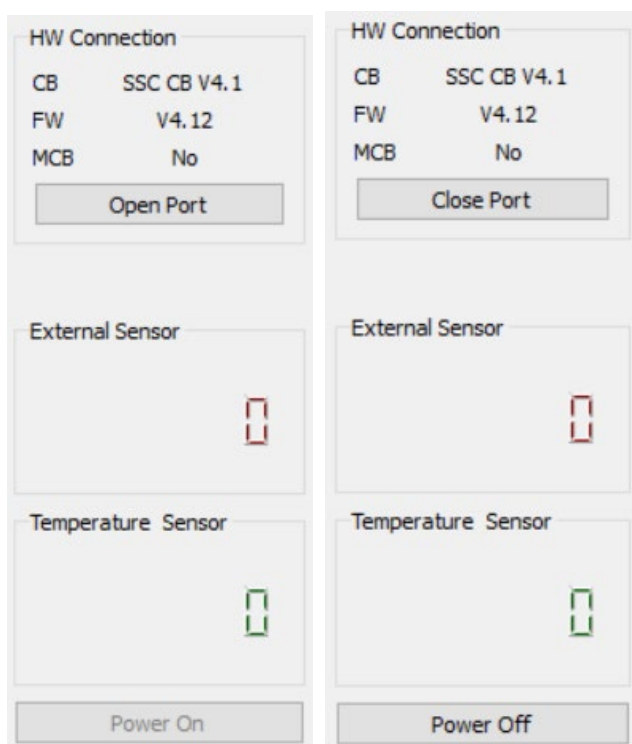 HW Connection
CB SSC CB V4.1
FW V4.12
MCB No
Open Port
External Sensor
0
Temperature Sensor
0
Power On
HW Connection
CB SSC CB V4.1
FW V4.12
MCB No
Close Port
External Sensor
0
Temperature Sensor
0
Power Off